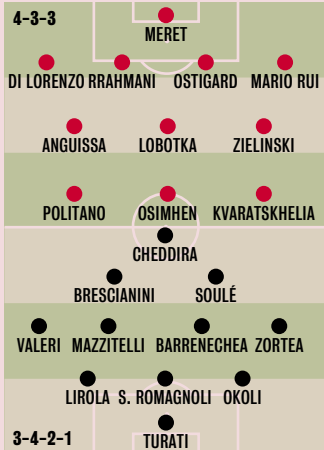 4-3-3
MERET
DI LORENZO RRAHMANI OSTIGARD MARIO RUI
ANGUISSA LOBOTKA ZIELINSKI
POLITANO OSIMHEN KVARATSKHELIA
CHEDDIRA
BRESCIANINI SOULÉ
VALERI MAZZITELLI BARRENECHEA ZORTEA
LIROLA S. ROMAGNOLI OKOLI
3-4-2-1
TURATI